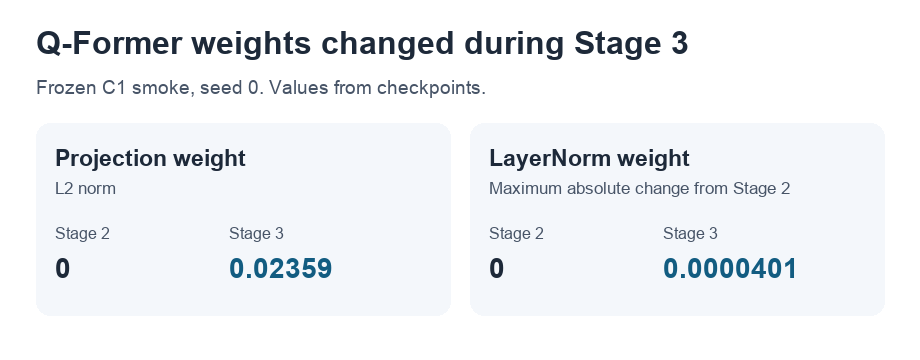 Q-Former weights changed during Stage 3
Frozen C1 smoke, seed 0. Values from checkpoints.
Projection weight
L2 norm
Stage 2
Stage 3
0
0.02359
LayerNorm weight
Maximum absolute change from Stage 2
Stage 2
Stage 3
0
0.0000401